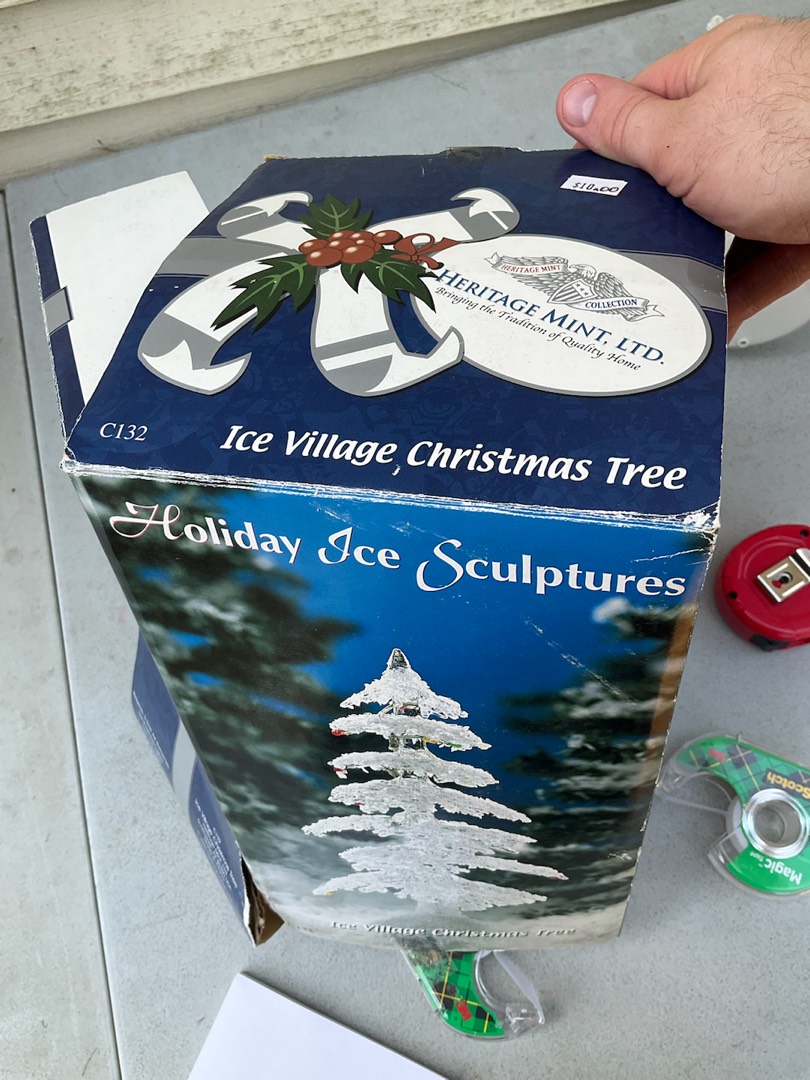 $10.00
HERITAGE MINT
COLLECTION
HERITAGE MINT, LTD.
Bringing the Tradition of Quality Home
C132
Ice Village Christmas Tree
Holiday Ice Sculptures
Ice Village Christmas Tree
Scotch
Magic Tape